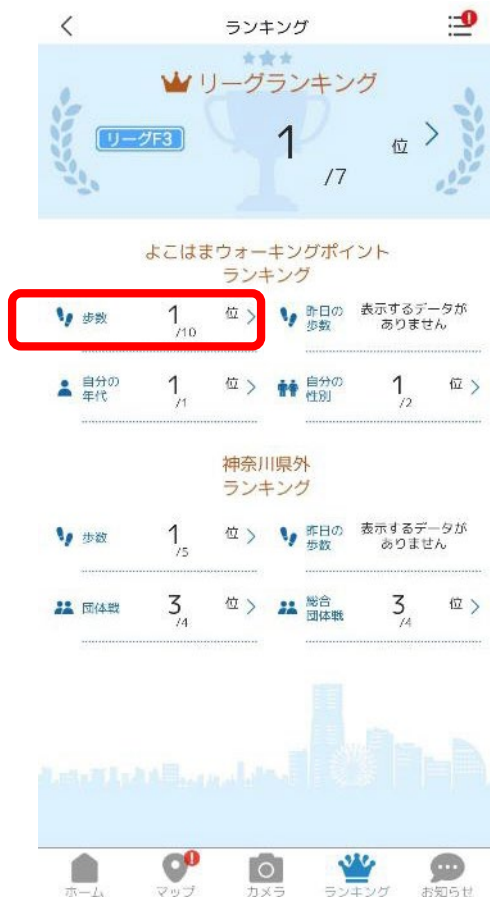 ランキング
リーグランキング
リーグF3
1
位
/7
よこはまウォーキングポイント
ランキング
歩数 1 位
/10
昨日の
歩数
表示するデータが
ありません
自分の
年代
1 位
/1
自分の
性別
1 位
/2
神奈川県外
ランキング
歩数 1 位
/5
昨日の
歩数
表示するデータが
ありません
団体戦 3 位
/4
総合
団体戦
3 位
/4
ホーム マップ カメラ ランキング お知らせ